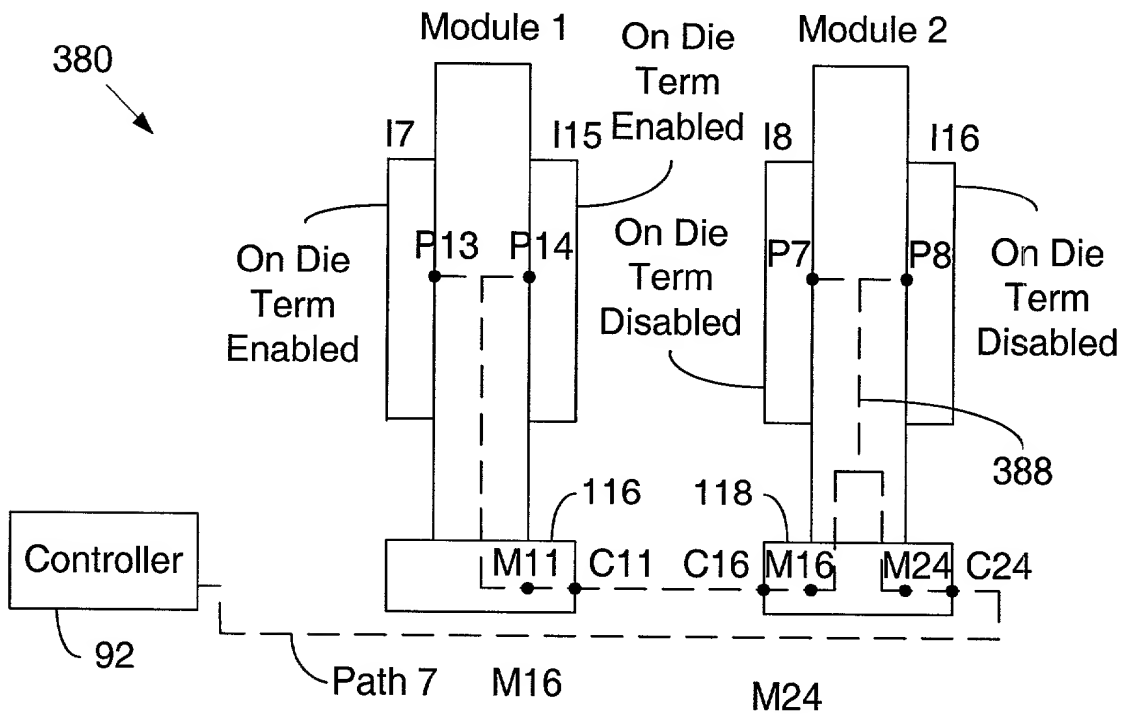 Module 1
Module 2
380
On Die
Term
Enabled
I7
I15
I8
I16
P13
P14
P7
P8
On Die
Term
Enabled
On Die
Term
Disabled
On Die
Term
Disabled
388
116
118
Controller
M11
C11
C16
M16
M24
C24
92
Path 7
M16
M24